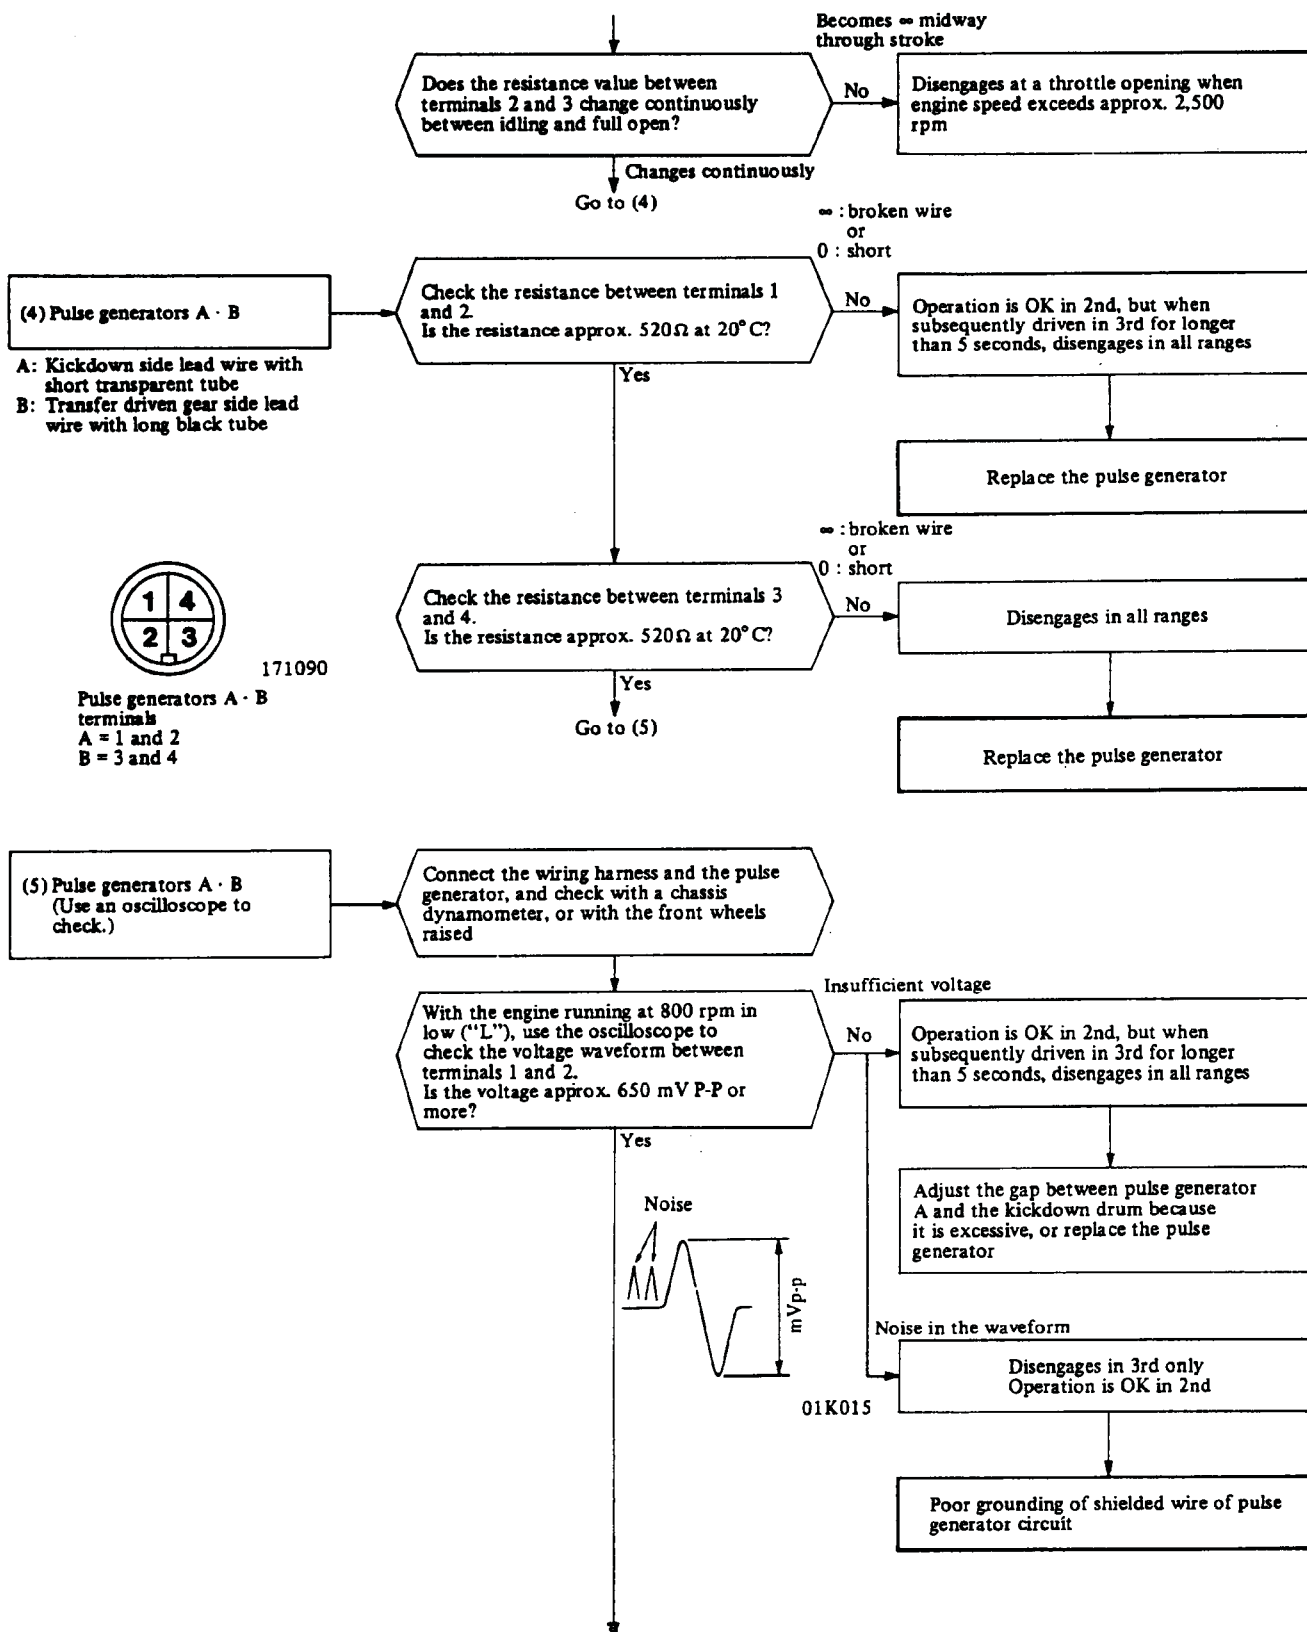 Becomes ∞ midway
through stroke
Does the resistance value between
terminals 2 and 3 change continuously
between idling and full open?
No
Disengages at a throttle opening when
engine speed exceeds approx. 2,500
rpm
Changes continuously
Go to (4)
∞ : broken wire
or
0 : short
(4) Pulse generators A · B
Check the resistance between terminals 1
and 2.
Is the resistance approx. 520Ω at 20°C?
No
Operation is OK in 2nd, but when
subsequently driven in 3rd for longer
than 5 seconds, disengages in all ranges
A: Kickdown side lead wire with
short transparent tube
B: Transfer driven gear side lead
wire with long black tube
Yes
Replace the pulse generator
∞ : broken wire
or
0 : short
1 4
2 3
171090
Pulse generators A · B
terminals
A = 1 and 2
B = 3 and 4
Check the resistance between terminals 3
and 4.
Is the resistance approx. 520Ω at 20°C?
No
Disengages in all ranges
Yes
Go to (5)
Replace the pulse generator
(5) Pulse generators A · B
(Use an oscilloscope to
check.)
Connect the wiring harness and the pulse
generator, and check with a chassis
dynamometer, or with the front wheels
raised
Insufficient voltage
With the engine running at 800 rpm in
low (“L”), use the oscilloscope to
check the voltage waveform between
terminals 1 and 2.
Is the voltage approx. 650 mV P-P or
more?
No
Operation is OK in 2nd, but when
subsequently driven in 3rd for longer
than 5 seconds, disengages in all ranges
Yes
Adjust the gap between pulse generator
A and the kickdown drum because
it is excessive, or replace the pulse
generator
Noise
mVp-p
01K015
Noise in the waveform
Disengages in 3rd only
Operation is OK in 2nd
Poor grounding of shielded wire of pulse
generator circuit